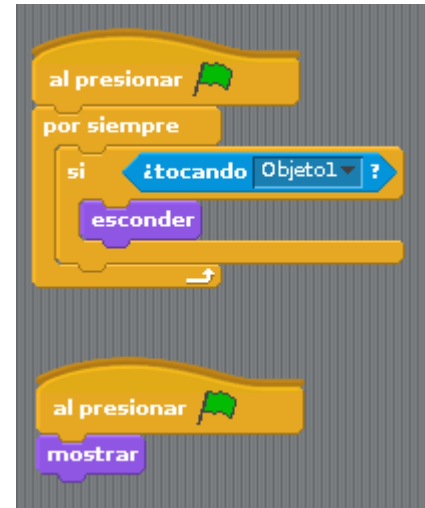 al presionar
por siempre
si ¿tocando Objeto1 ?
esconder
al presionar
mostrar